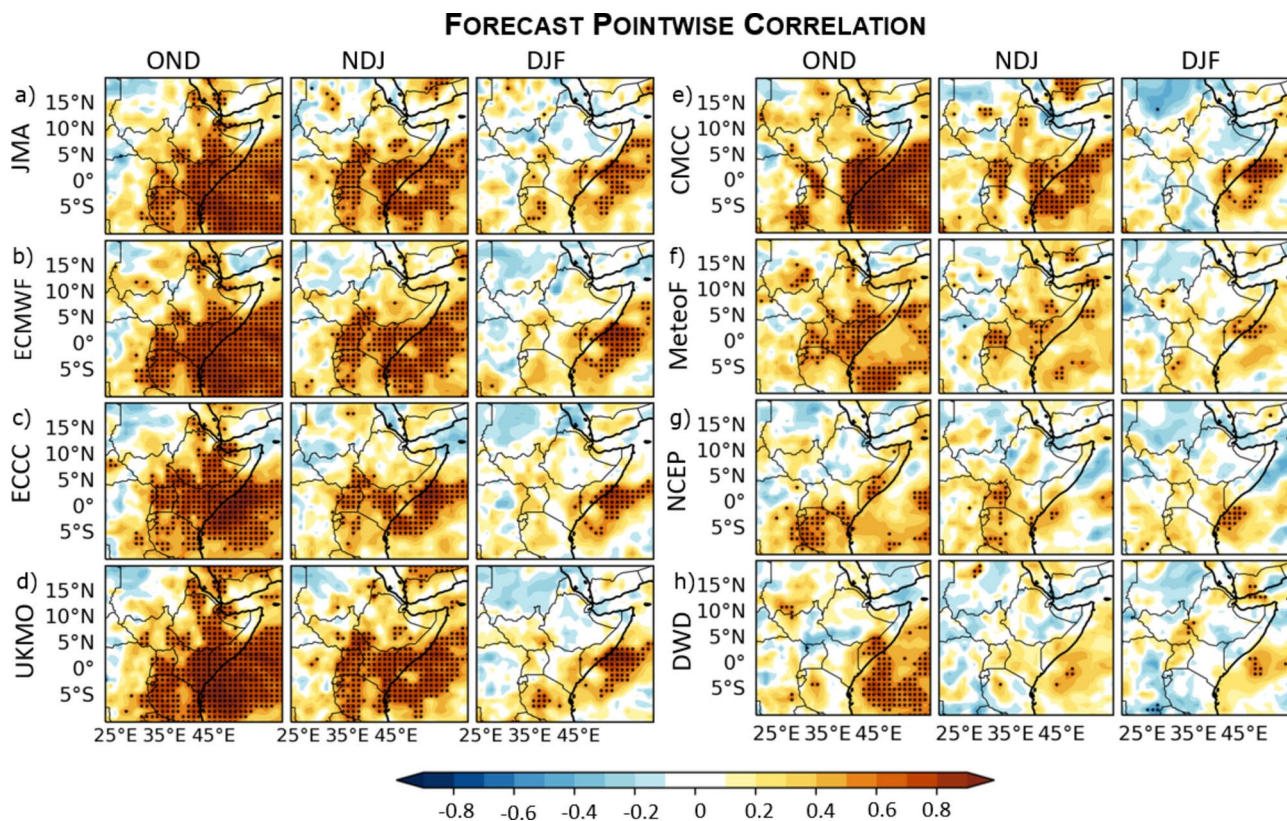 FORECAST POINTWISE CORRELATION
OND NDJ DJF OND NDJ DJF
a) JMA 15°N 10°N 5°N 0° 5°S
e) CMCC 15°N 10°N 5°N 0° 5°S
b) ECMWF 15°N 10°N 5°N 0° 5°S
f) MeteoF 15°N 10°N 5°N 0° 5°S
c) ECCC 15°N 10°N 5°N 0° 5°S
g) NCEP 15°N 10°N 5°N 0° 5°S
d) UKMO 15°N 10°N 5°N 0° 5°S
h) DWD 15°N 10°N 5°N 0° 5°S
25°E 35°E 45°E 25°E 35°E 45°E 25°E 35°E 45°E 25°E 35°E 45°E 25°E 35°E 45°E 25°E 35°E 45°E
-0.8 -0.6 -0.4 -0.2 0 0.2 0.4 0.6 0.8